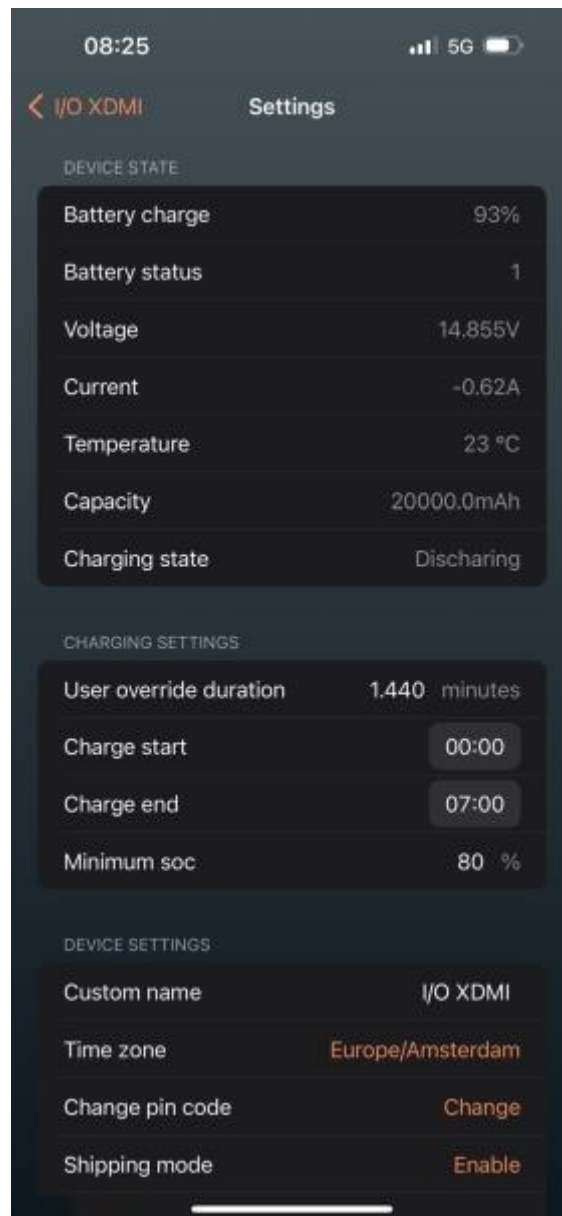 08:25 5G
I/O XDMI Settings
DEVICE STATE
Battery charge 93%
Battery status 1
Voltage 14.855V
Current -0.62A
Temperature 23 °C
Capacity 20000.0mAh
Charging state Discharing
CHARGING SETTINGS
User override duration 1.440 minutes
Charge start 00:00
Charge end 07:00
Minimum soc 80 %
DEVICE SETTINGS
Custom name I/O XDMI
Time zone Europe/Amsterdam
Change pin code Change
Shipping mode Enable